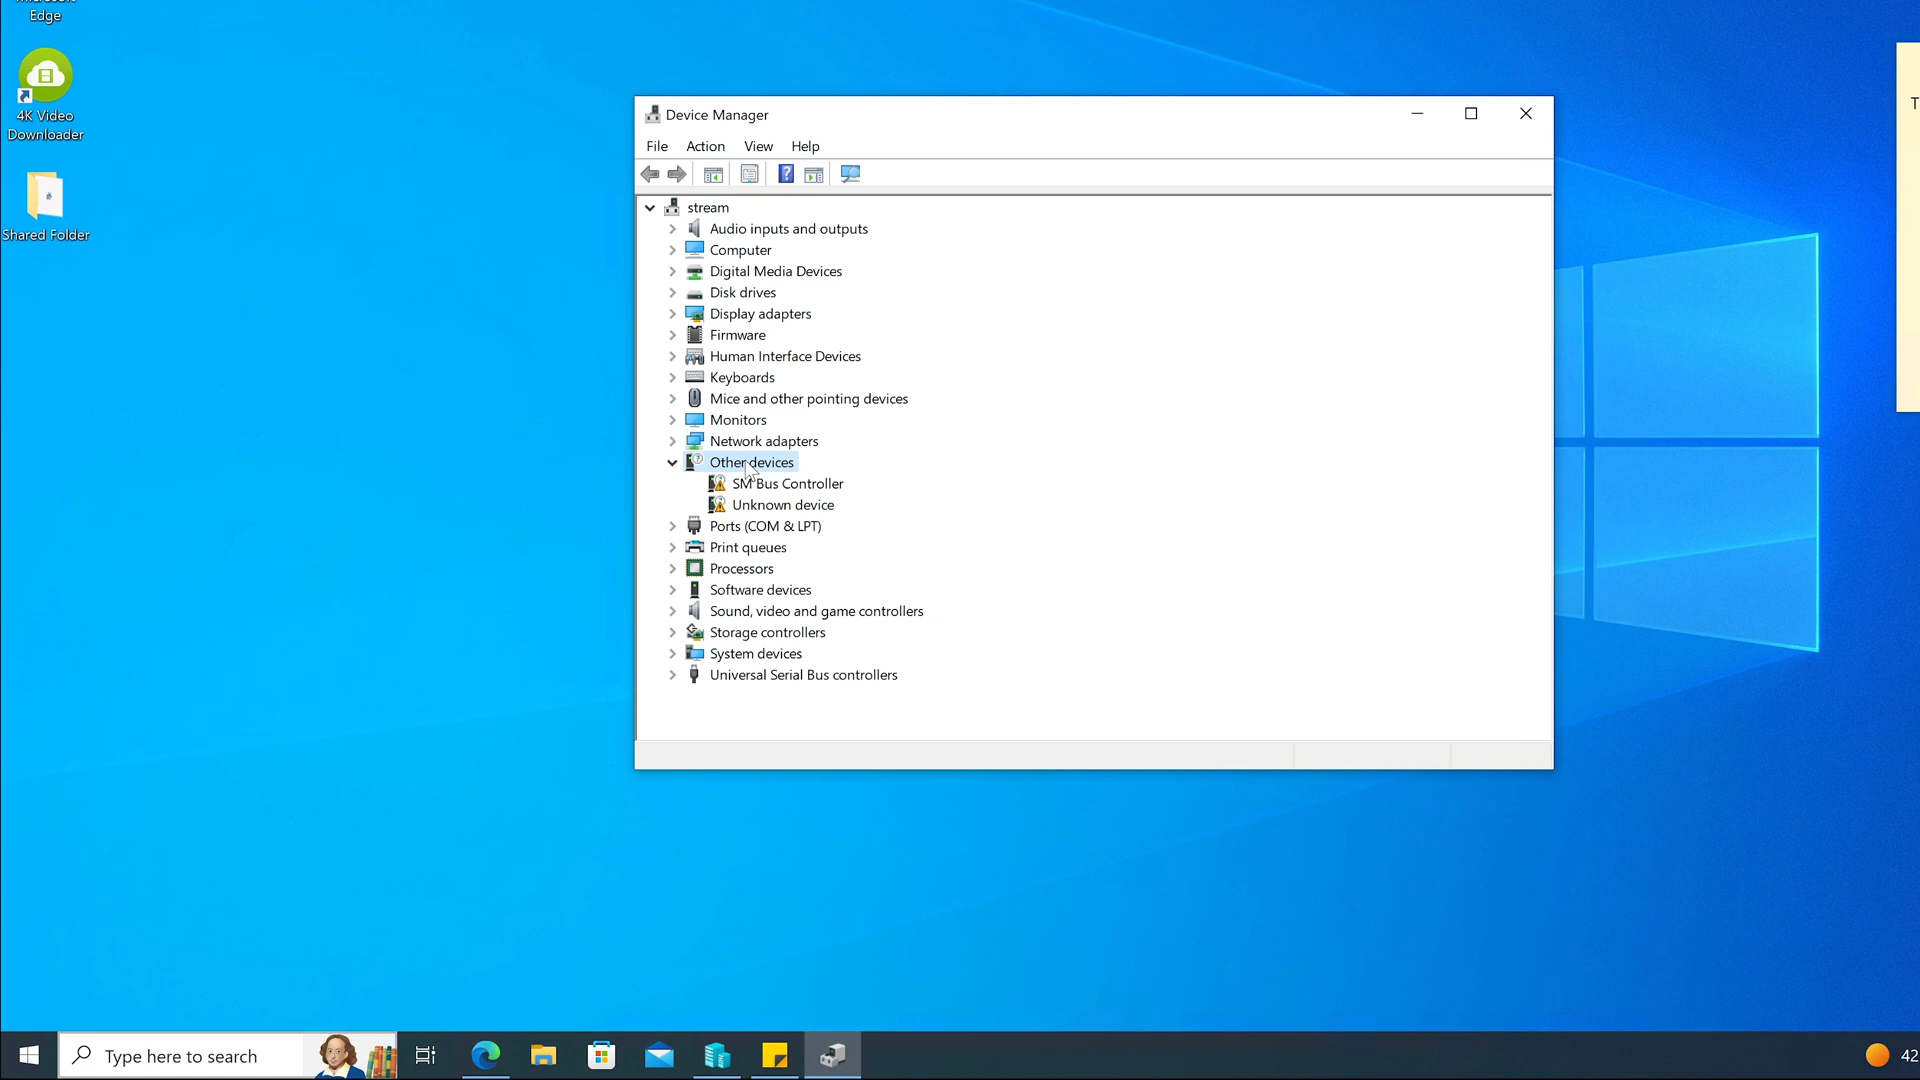 Edge
4K Video
Downloader
Shared Folder
Device Manager
File Action View Help
stream
Audio inputs and outputs
Computer
Digital Media Devices
Disk drives
Display adapters
Firmware
Human Interface Devices
Keyboards
Mice and other pointing devices
Monitors
Network adapters
Other devices
SM Bus Controller
Unknown device
Ports (COM & LPT)
Print queues
Processors
Software devices
Sound, video and game controllers
Storage controllers
System devices
Universal Serial Bus controllers
T
Type here to search
42